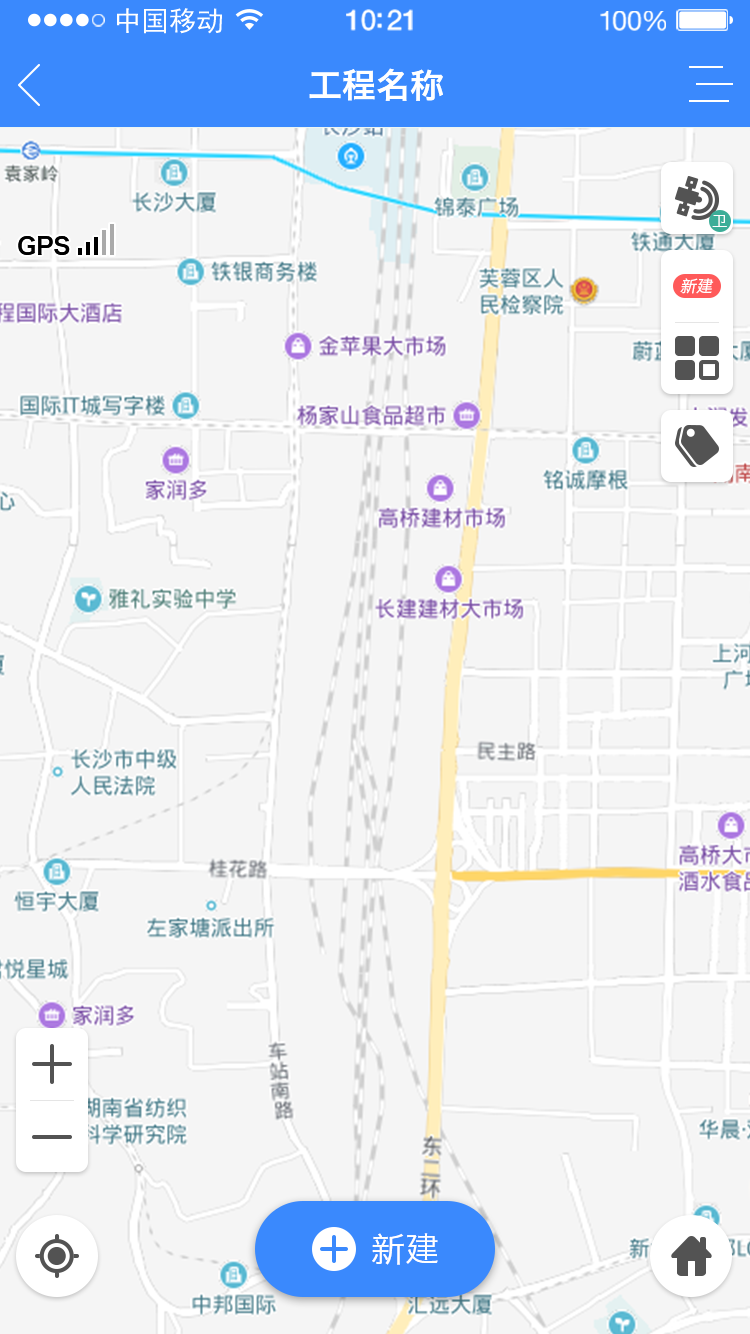 中国移动
10:21
100%
工程名称
长沙站
袁家岭
长沙大厦
锦泰广场
卫
铁通大厦
GPS
铁银商务楼
芙蓉区人
民检察院
新建
程国际大酒店
金苹果大市场
国际IT城写字楼
杨家山食品超市
家润多
铭诚摩根
高桥建材市场
雅礼实验中学
长建建材大市场
上河
民主路
长沙市中级
人民法院
高桥大市
酒水食品
桂花路
恒宇大厦
左家塘派出所
悦星城
家润多
车站南路
湖南省纺织
科学研究院
华晨·
东二环
新建
中邦国际
汇远大厦